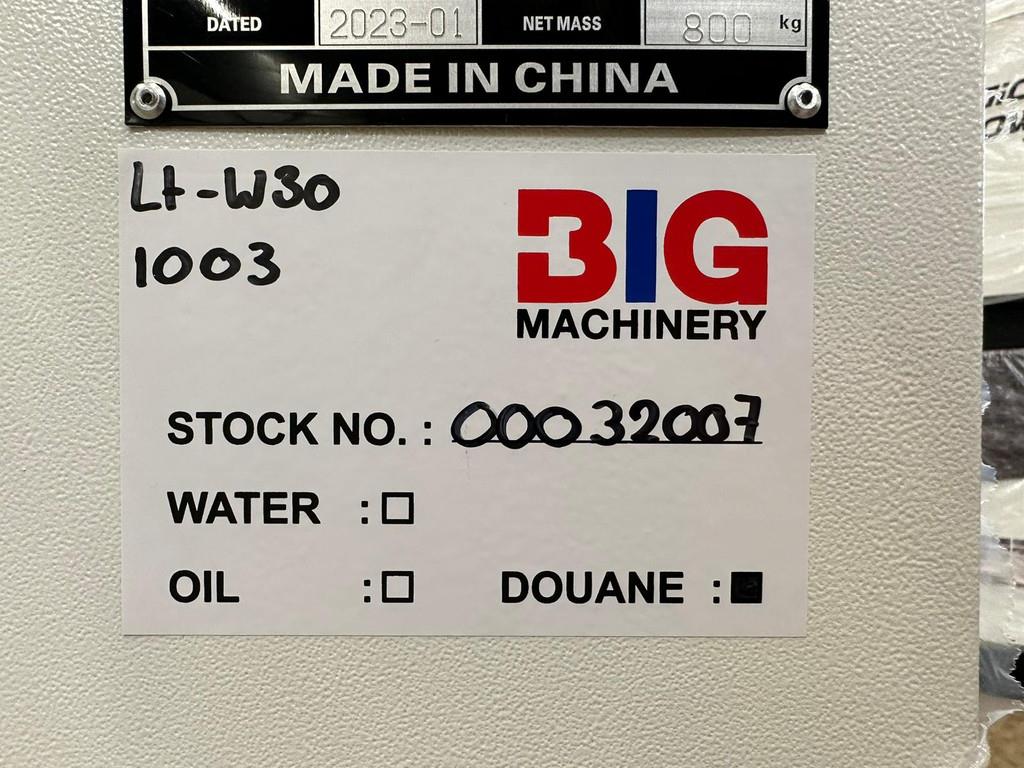 DATED 2023-01 NET MASS 800 kg
MADE IN CHINA
Lt-W30
1003
BIG
MACHINERY
STOCK NO. : 00032007
WATER :
OIL :
DOUANE :